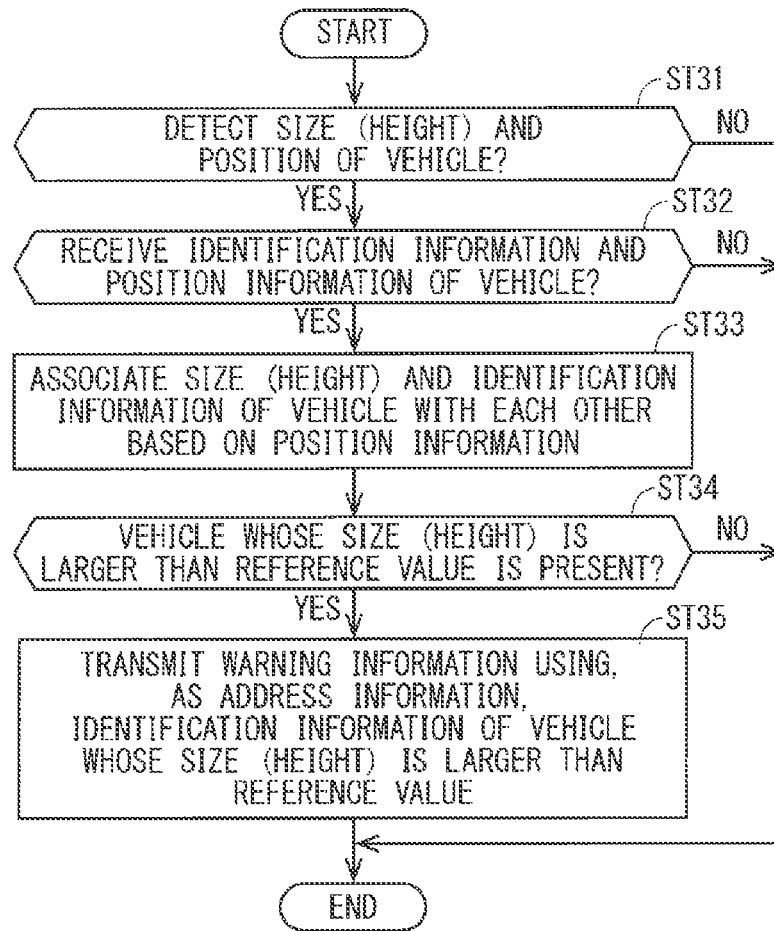 START
ST31
DETECT SIZE (HEIGHT) AND
POSITION OF VEHICLE?
NO
YES
ST32
RECEIVE IDENTIFICATION INFORMATION AND
POSITION INFORMATION OF VEHICLE?
NO
YES
ST33
ASSOCIATE SIZE (HEIGHT) AND IDENTIFICATION
INFORMATION OF VEHICLE WITH EACH OTHER
BASED ON POSITION INFORMATION
ST34
VEHICLE WHOSE SIZE (HEIGHT) IS
LARGER THAN REFERENCE VALUE IS PRESENT?
NO
YES
ST35
TRANSMIT WARNING INFORMATION USING,
AS ADDRESS INFORMATION,
IDENTIFICATION INFORMATION OF VEHICLE
WHOSE SIZE (HEIGHT) IS LARGER THAN
REFERENCE VALUE
END